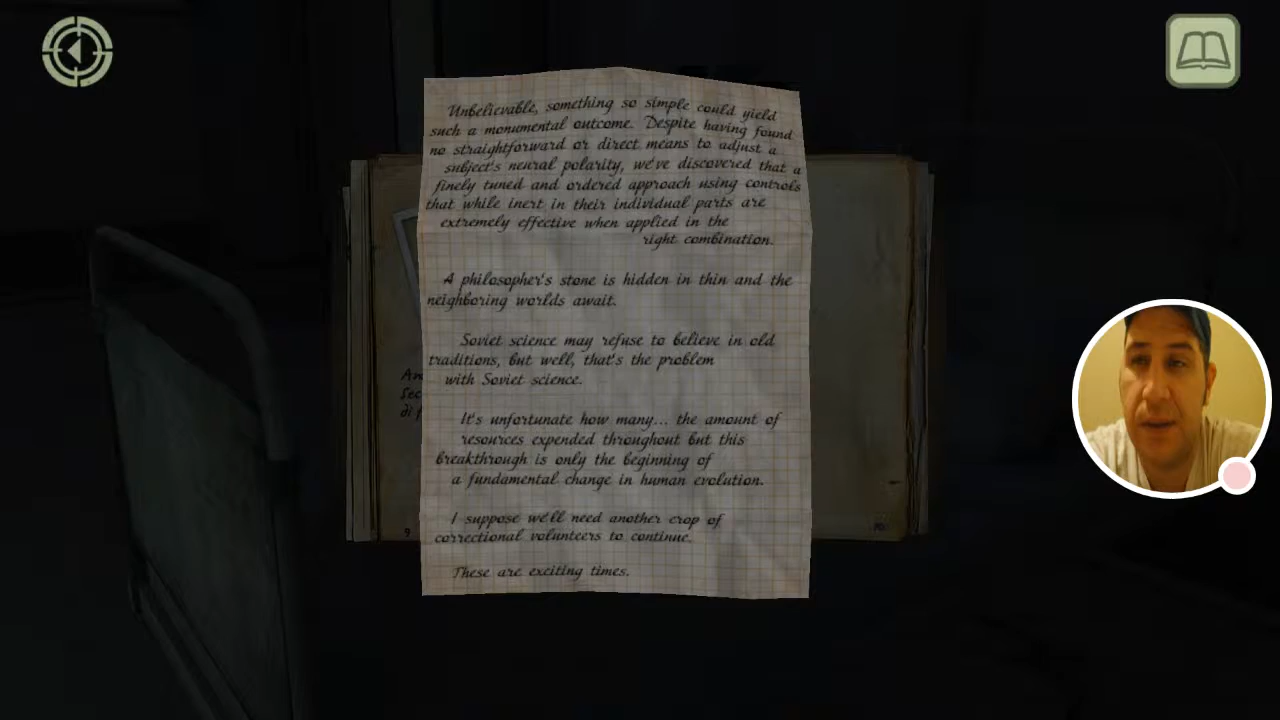 Unbelievable, something so simple could yield
such a monumental outcome. Despite having found
no straightforward or direct means to adjust a
subject's neural polarity, we've discovered that a
finely tuned and ordered approach using controls
that while inert in their individual parts are
extremely effective when applied in the
right combination.
A philosopher's stone is hidden in thin and the
neighboring worlds await.
Soviet science may refuse to believe in old
traditions, but well, that's the problem
with Soviet science.
It's unfortunate how many... the amount of
resources expended throughout but this
breakthrough is only the beginning of
a fundamental change in human evolution.
I suppose we'll need another crop of
correctional volunteers to continue.
These are exciting times.
9